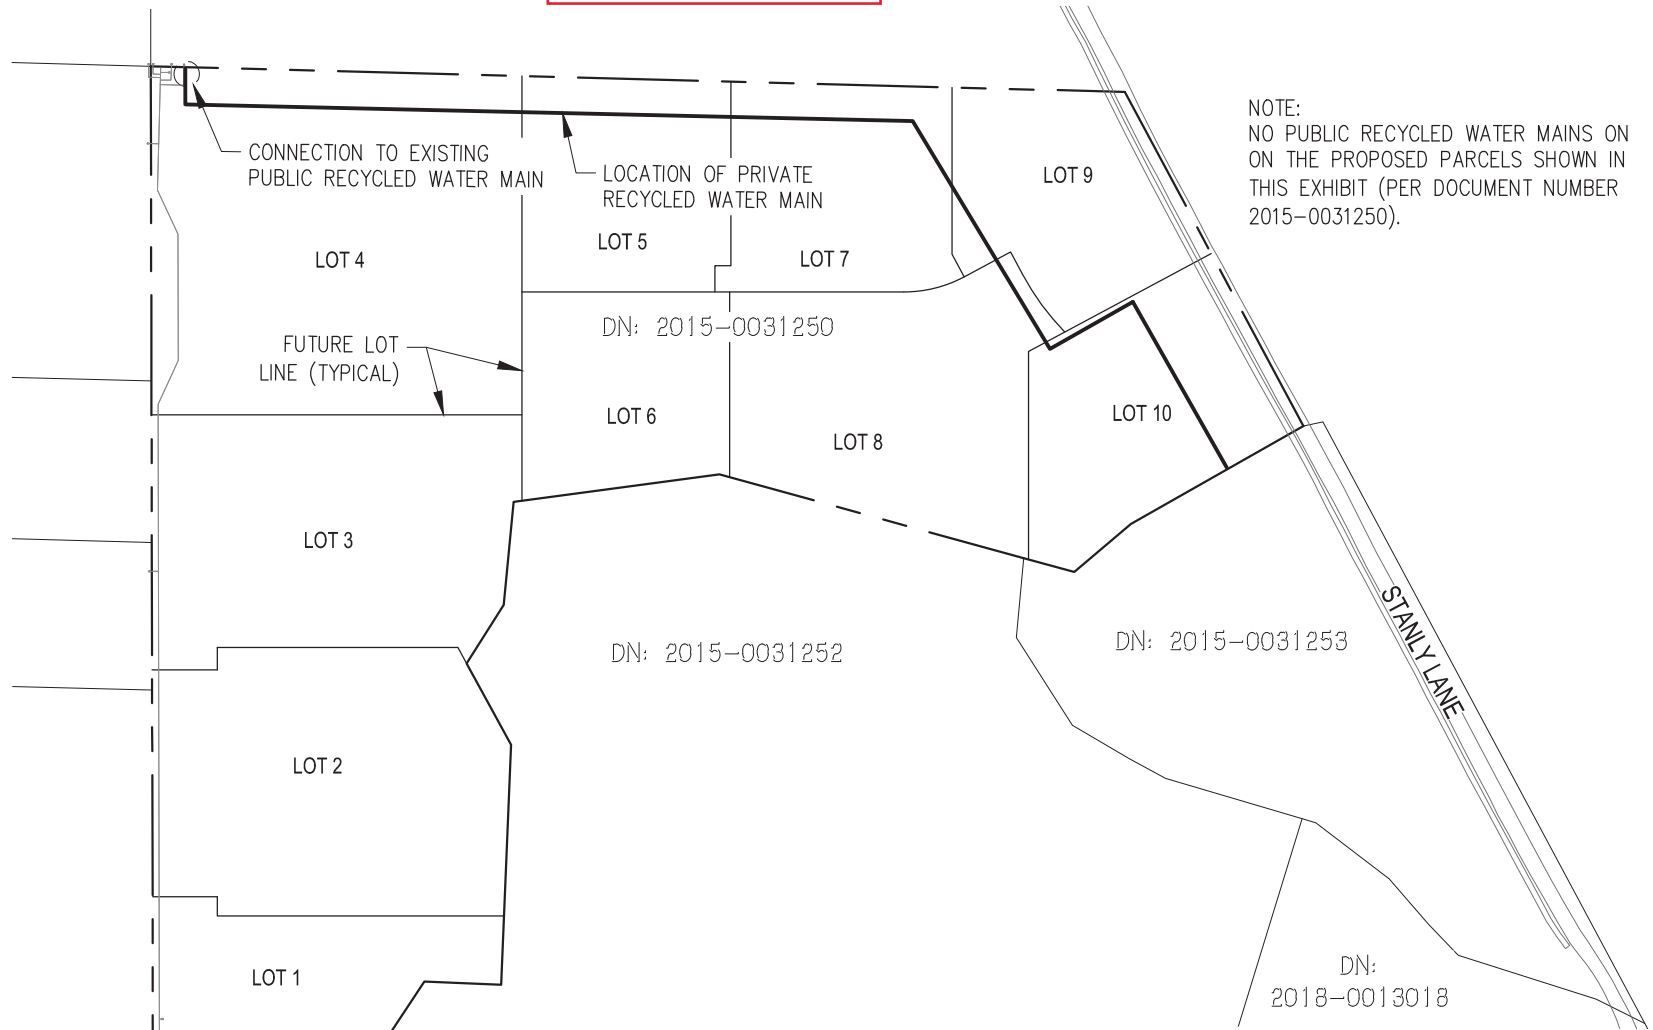 NOTE:
NO PUBLIC RECYCLED WATER MAINS ON
ON THE PROPOSED PARCELS SHOWN IN
THIS EXHIBIT (PER DOCUMENT NUMBER
2015-0031250).
CONNECTION TO EXISTING
PUBLIC RECYCLED WATER MAIN
LOCATION OF PRIVATE
RECYCLED WATER MAIN
LOT 9
LOT 4
LOT 5
LOT 7
DN: 2015-0031250
FUTURE LOT
LINE (TYPICAL)
LOT 6
LOT 8
LOT 10
LOT 3
DN: 2015-0031252
DN: 2015-0031253
STANLY LANE
LOT 2
LOT 1
DN:
2018-0013018